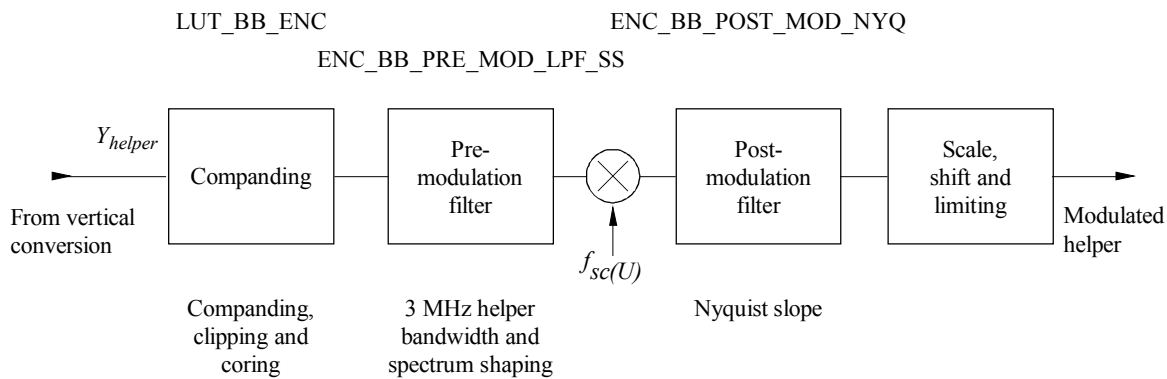 LUT_BB_ENC
ENC_BB_POST_MOD_NYQ
ENC_BB_PRE_MOD_LPF_SS
Y_helper
From vertical
conversion
Companding
Pre-
modulation
filter
f_sc(U)
Post-
modulation
filter
Scale,
shift and
limiting
Modulated
helper
Companding,
clipping and
coring
3 MHz helper
bandwidth and
spectrum shaping
Nyquist slope